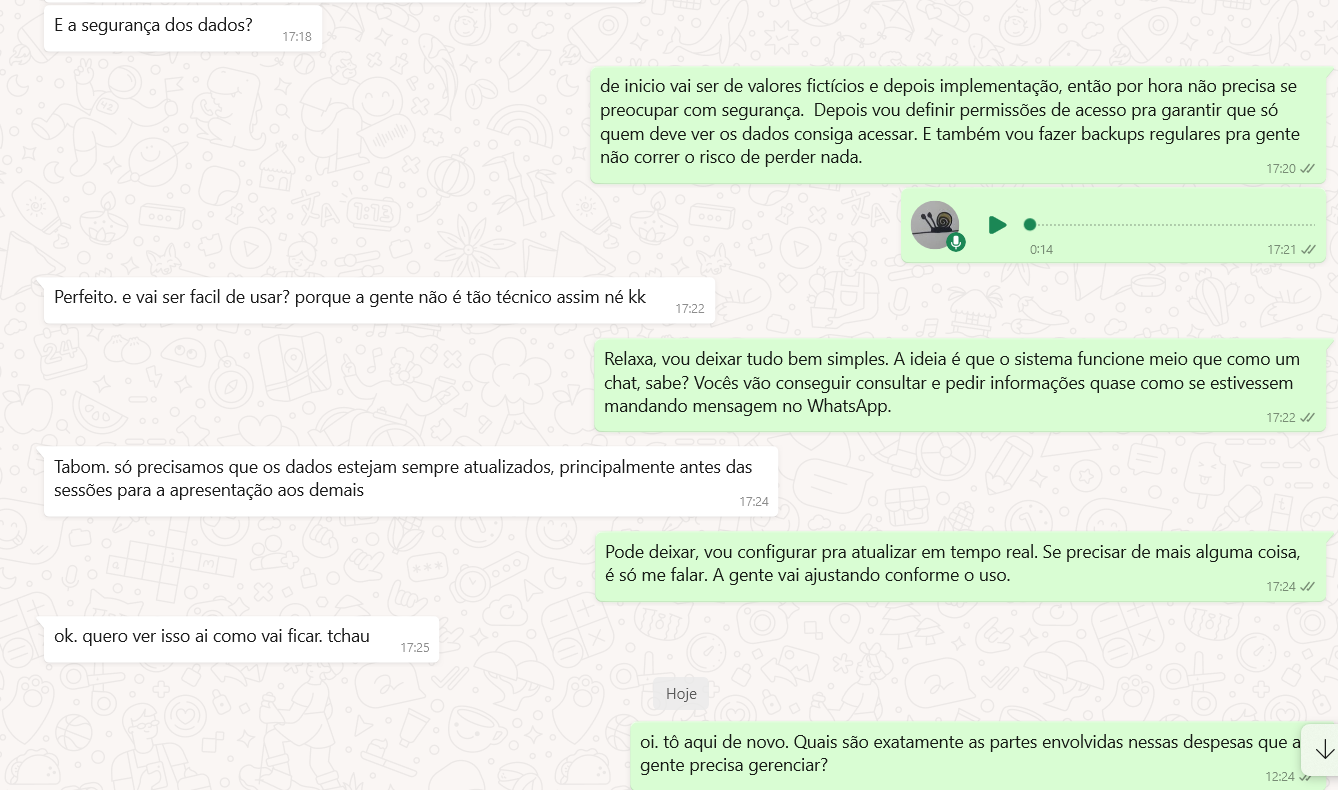 E a segurança dos dados?
17:18
de inicio vai ser de valores fictícios e depois implementação, então por hora não precisa se
preocupar com segurança.  Depois vou definir permissões de acesso pra garantir que só
quem deve ver os dados consiga acessar. E também vou fazer backups regulares pra gente
não correr o risco de perder nada.
17:20
0:14
17:21
Perfeito. e vai ser facil de usar? porque a gente não é tão técnico assim né kk
17:22
Relaxa, vou deixar tudo bem simples. A ideia é que o sistema funcione meio que como um
chat, sabe? Vocês vão conseguir consultar e pedir informações quase como se estivessem
mandando mensagem no WhatsApp.
17:22
Tabom. só precisamos que os dados estejam sempre atualizados, principalmente antes das
sessões para a apresentação aos demais
17:24
Pode deixar, vou configurar pra atualizar em tempo real. Se precisar de mais alguma coisa,
é só me falar. A gente vai ajustando conforme o uso.
17:24
ok. quero ver isso ai como vai ficar. tchau
17:25
Hoje
oi. tô aqui de novo. Quais são exatamente as partes envolvidas nessas despesas que a
gente precisa gerenciar?
12:24